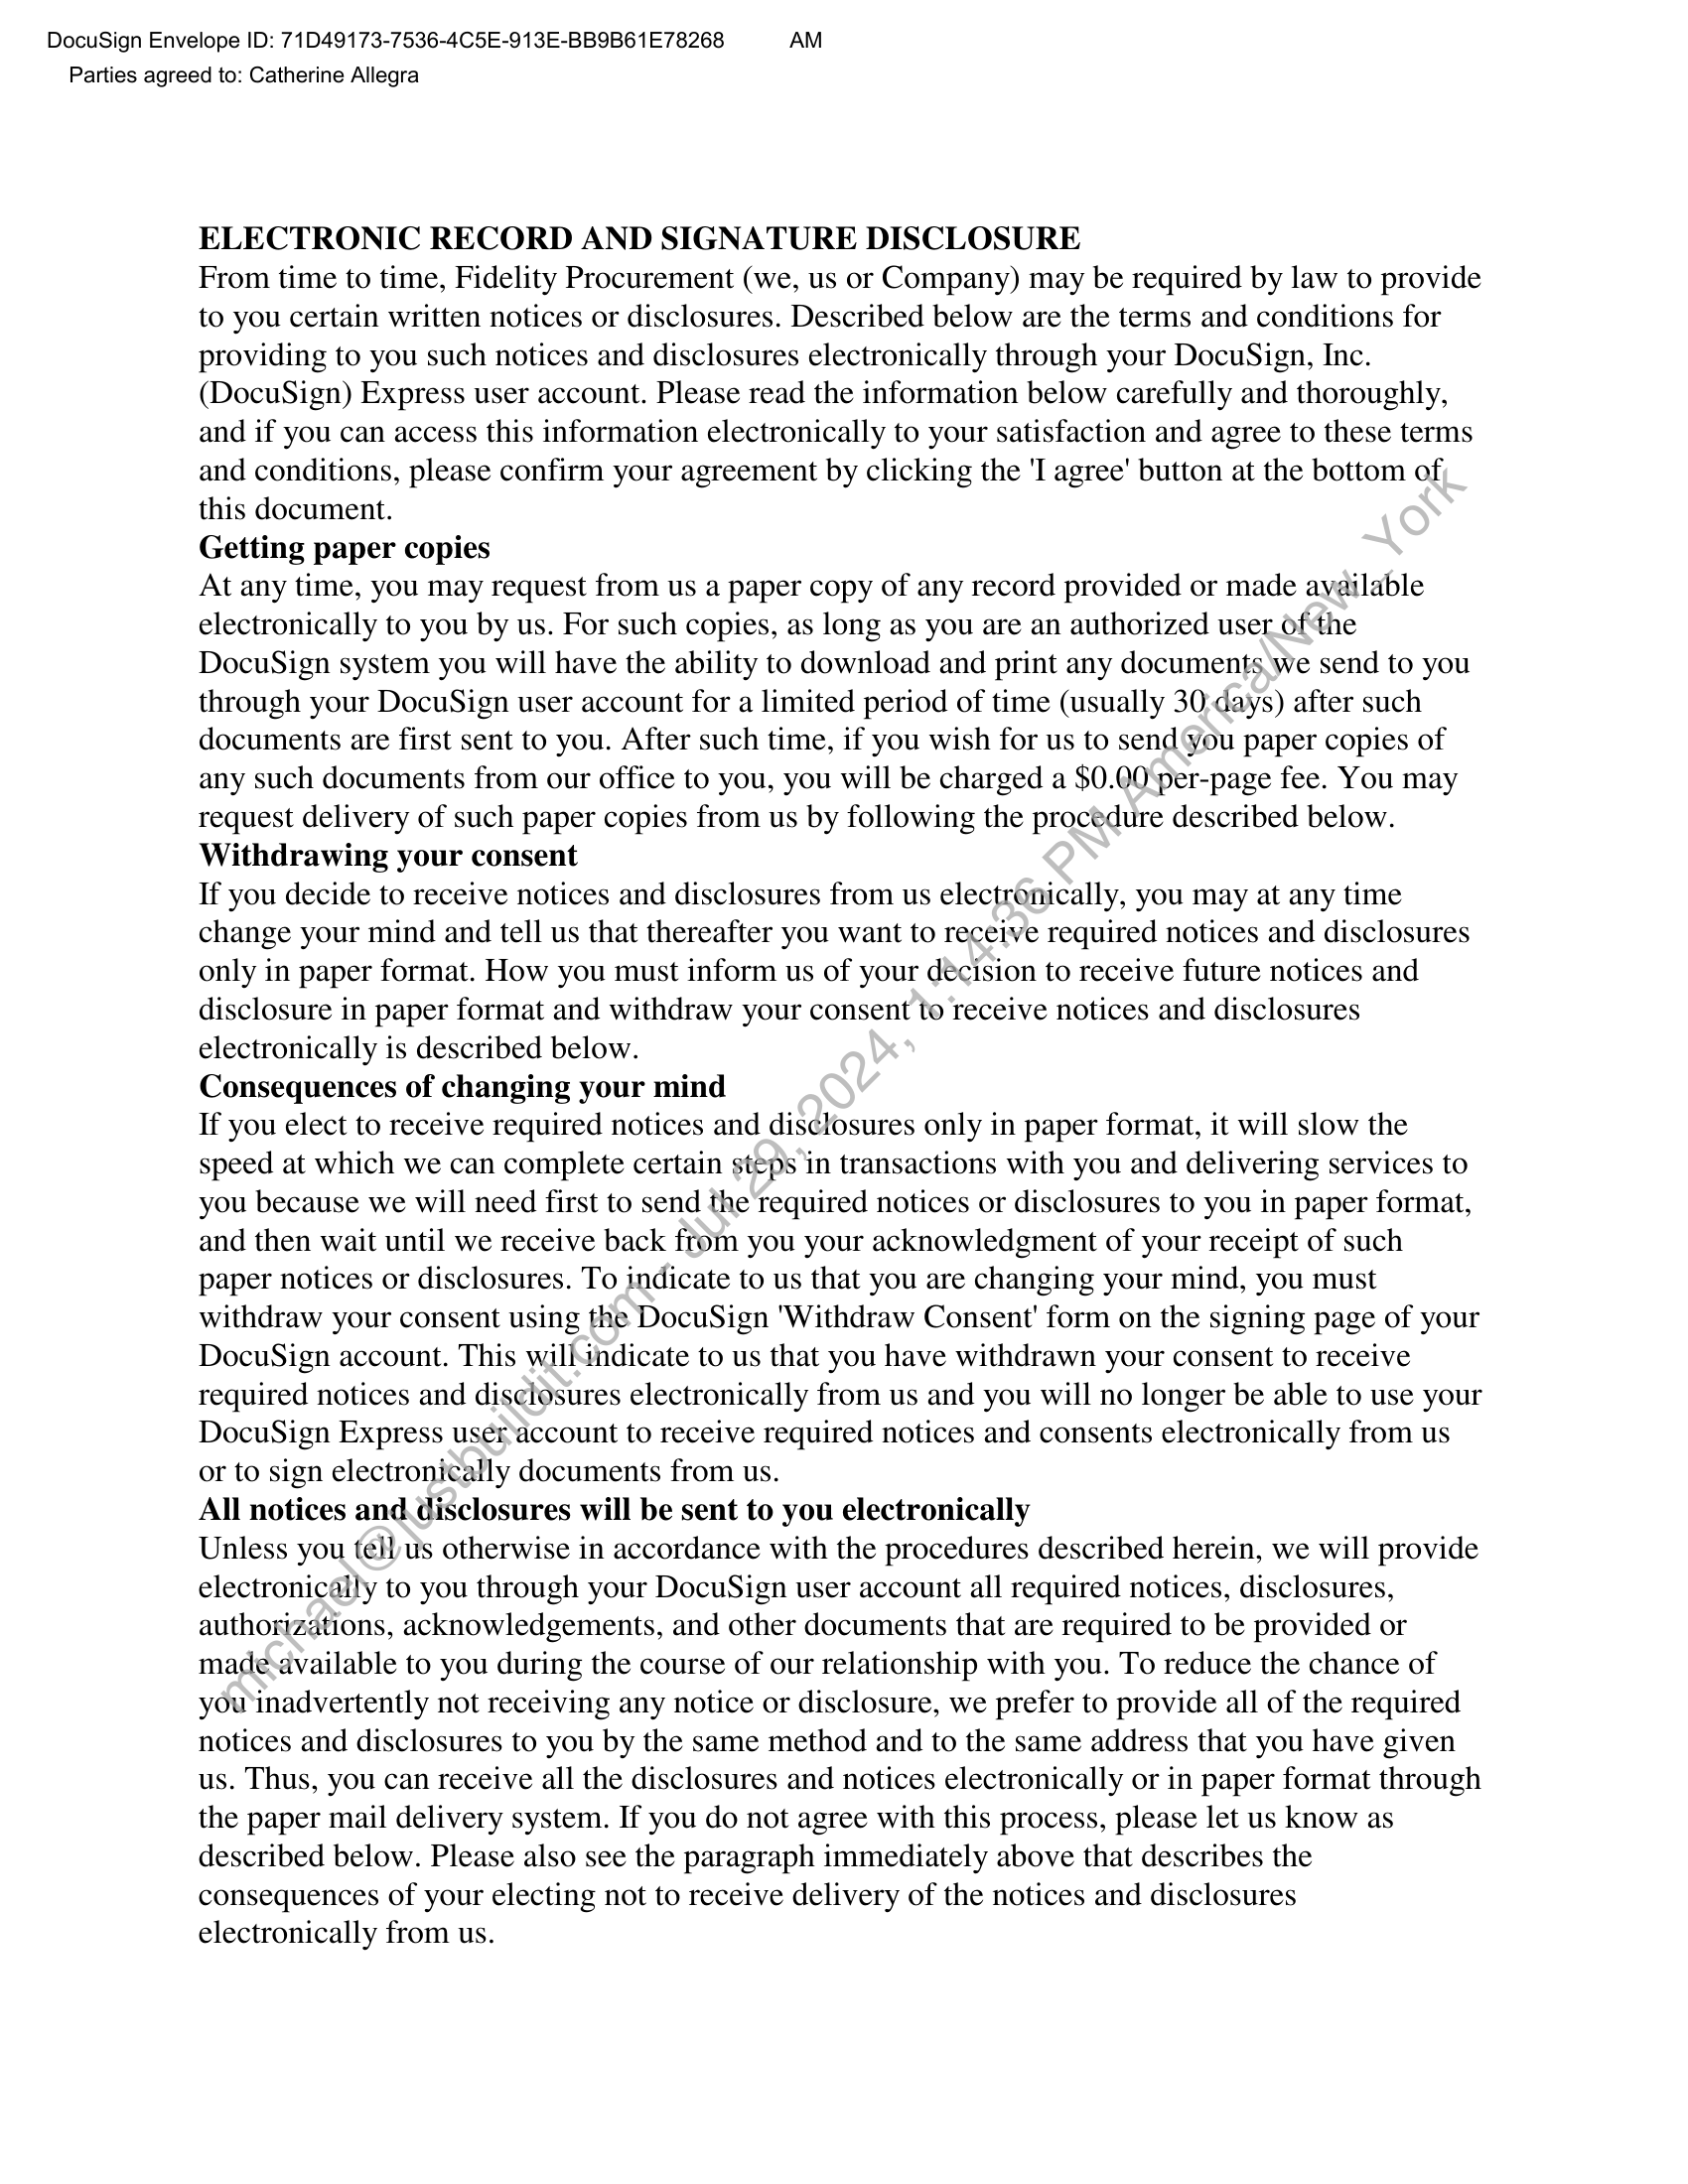 DocuSign Envelope ID: 71D49173-7536-4C5E-913E-BB9B61E78268 AM
Parties agreed to: Catherine Allegra
ELECTRONIC RECORD AND SIGNATURE DISCLOSURE
From time to time, Fidelity Procurement (we, us or Company) may be required by law to provide
to you certain written notices or disclosures. Described below are the terms and conditions for
providing to you such notices and disclosures electronically through your DocuSign, Inc.
(DocuSign) Express user account. Please read the information below carefully and thoroughly,
and if you can access this information electronically to your satisfaction and agree to these terms
and conditions, please confirm your agreement by clicking the 'I agree' button at the bottom of
this document.
Getting paper copies
At any time, you may request from us a paper copy of any record provided or made available
electronically to you by us. For such copies, as long as you are an authorized user of the
DocuSign system you will have the ability to download and print any documents we send to you
through your DocuSign user account for a limited period of time (usually 30 days) after such
documents are first sent to you. After such time, if you wish for us to send you paper copies of
any such documents from our office to you, you will be charged a $0.00 per-page fee. You may
request delivery of such paper copies from us by following the procedure described below.
Withdrawing your consent
If you decide to receive notices and disclosures from us electronically, you may at any time
change your mind and tell us that thereafter you want to receive required notices and disclosures
only in paper format. How you must inform us of your decision to receive future notices and
disclosure in paper format and withdraw your consent to receive notices and disclosures
electronically is described below.
Consequences of changing your mind
If you elect to receive required notices and disclosures only in paper format, it will slow the
speed at which we can complete certain steps in transactions with you and delivering services to
you because we will need first to send the required notices or disclosures to you in paper format,
and then wait until we receive back from you your acknowledgment of your receipt of such
paper notices or disclosures. To indicate to us that you are changing your mind, you must
withdraw your consent using the DocuSign 'Withdraw Consent' form on the signing page of your
DocuSign account. This will indicate to us that you have withdrawn your consent to receive
required notices and disclosures electronically from us and you will no longer be able to use your
DocuSign Express user account to receive required notices and consents electronically from us
or to sign electronically documents from us.
All notices and disclosures will be sent to you electronically
Unless you tell us otherwise in accordance with the procedures described herein, we will provide
electronically to you through your DocuSign user account all required notices, disclosures,
authorizations, acknowledgements, and other documents that are required to be provided or
made available to you during the course of our relationship with you. To reduce the chance of
you inadvertently not receiving any notice or disclosure, we prefer to provide all of the required
notices and disclosures to you by the same method and to the same address that you have given
us. Thus, you can receive all the disclosures and notices electronically or in paper format through
the paper mail delivery system. If you do not agree with this process, please let us know as
described below. Please also see the paragraph immediately above that describes the
consequences of your electing not to receive delivery of the notices and disclosures
electronically from us.
michael@justbuildit.com - Jul 29, 2024, 1:14:36 PM America/New_York